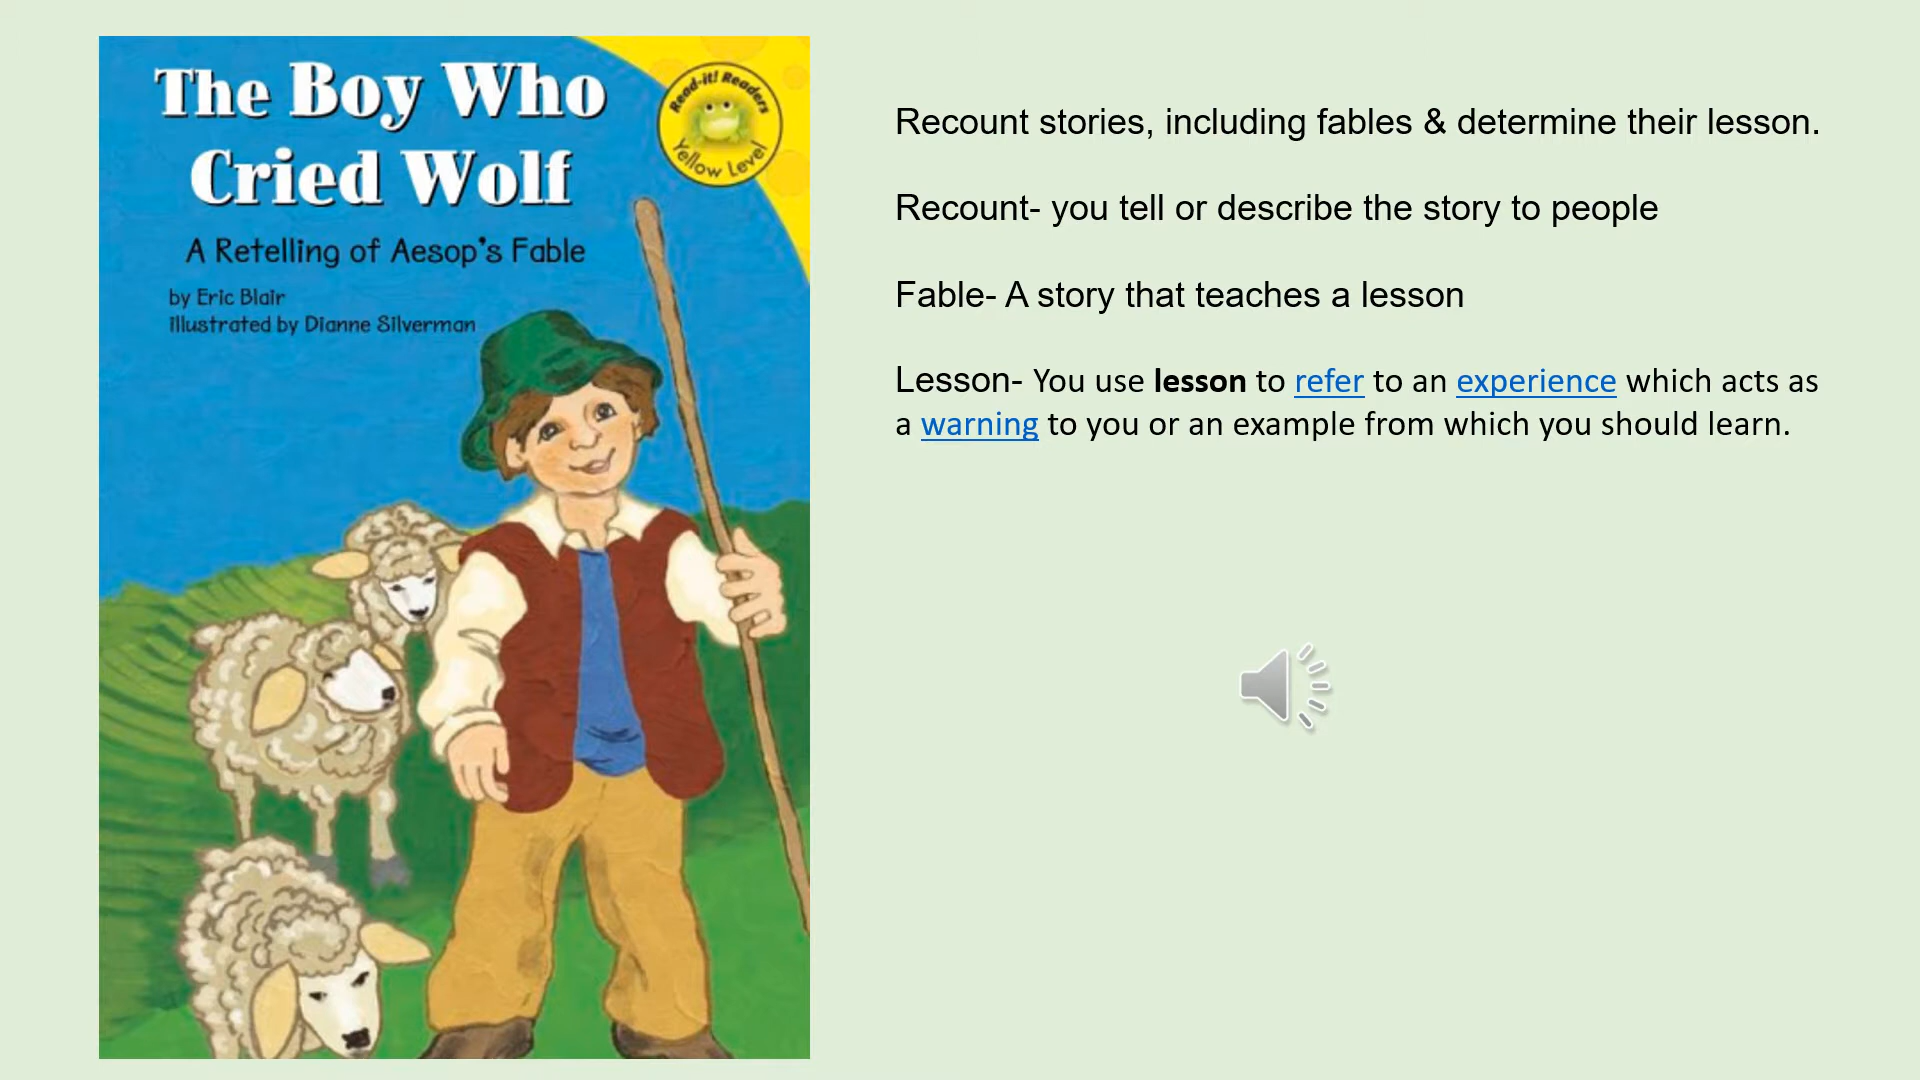 The Boy Who
Cried Wolf
A Retelling of Aesop's Fable
by Eric Blair
illustrated by Dianne Silverman
Read-it! Readers
Yellow Level
Recount stories, including fables & determine their lesson.
Recount- you tell or describe the story to people
Fable- A story that teaches a lesson
Lesson- You use lesson to refer to an experience which acts as
a warning to you or an example from which you should learn.